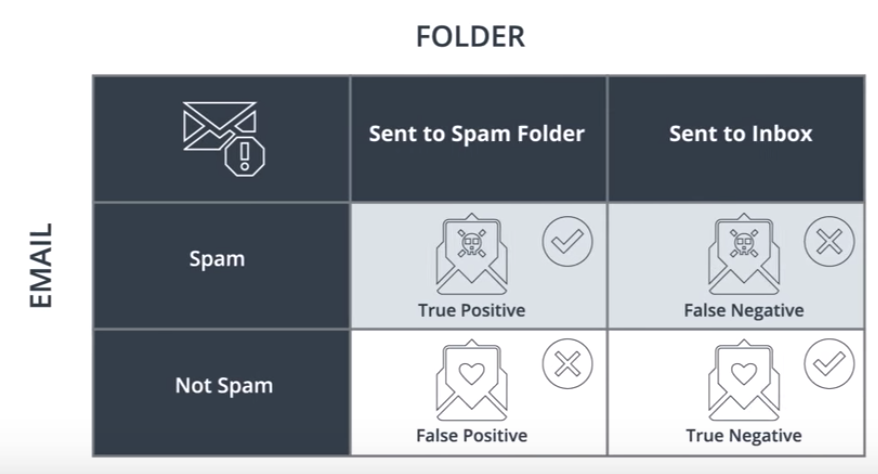 FOLDER
Sent to Spam Folder
Sent to Inbox
EMAIL
Spam
True Positive
False Negative
Not Spam
False Positive
True Negative